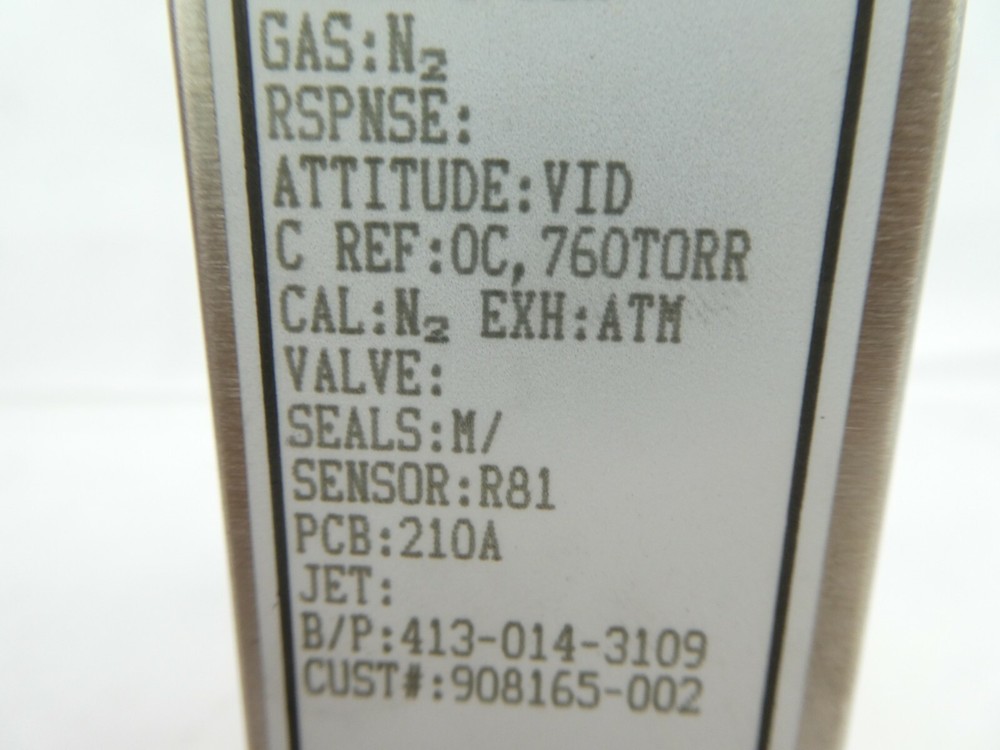 GAS:N₂
RSPNSE:
ATTITUDE:VID
C REF:0C,760TORR
CAL:N₂ EXH:ATM
VALVE:
SEALS:M/
SENSOR:R81
PCB:210A
JET:
B/P:413-014-3109
CUST#:908165-002